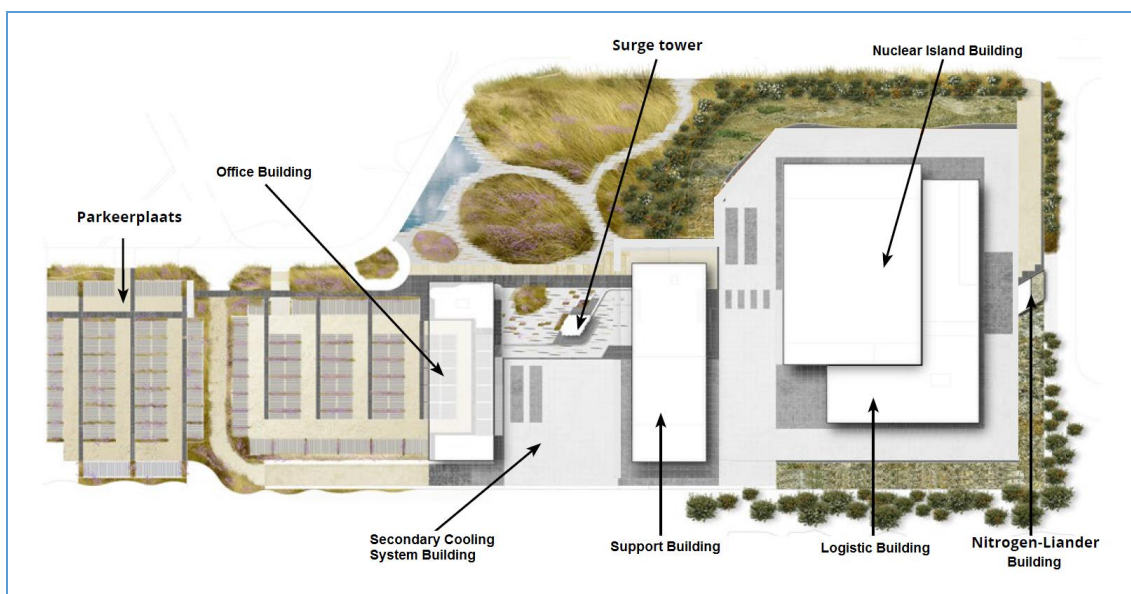 Surge tower
Nuclear Island Building
Office Building
Parkeerplaats
Secondary Cooling
System Building
Support Building
Logistic Building
Nitrogen-Liander
Building